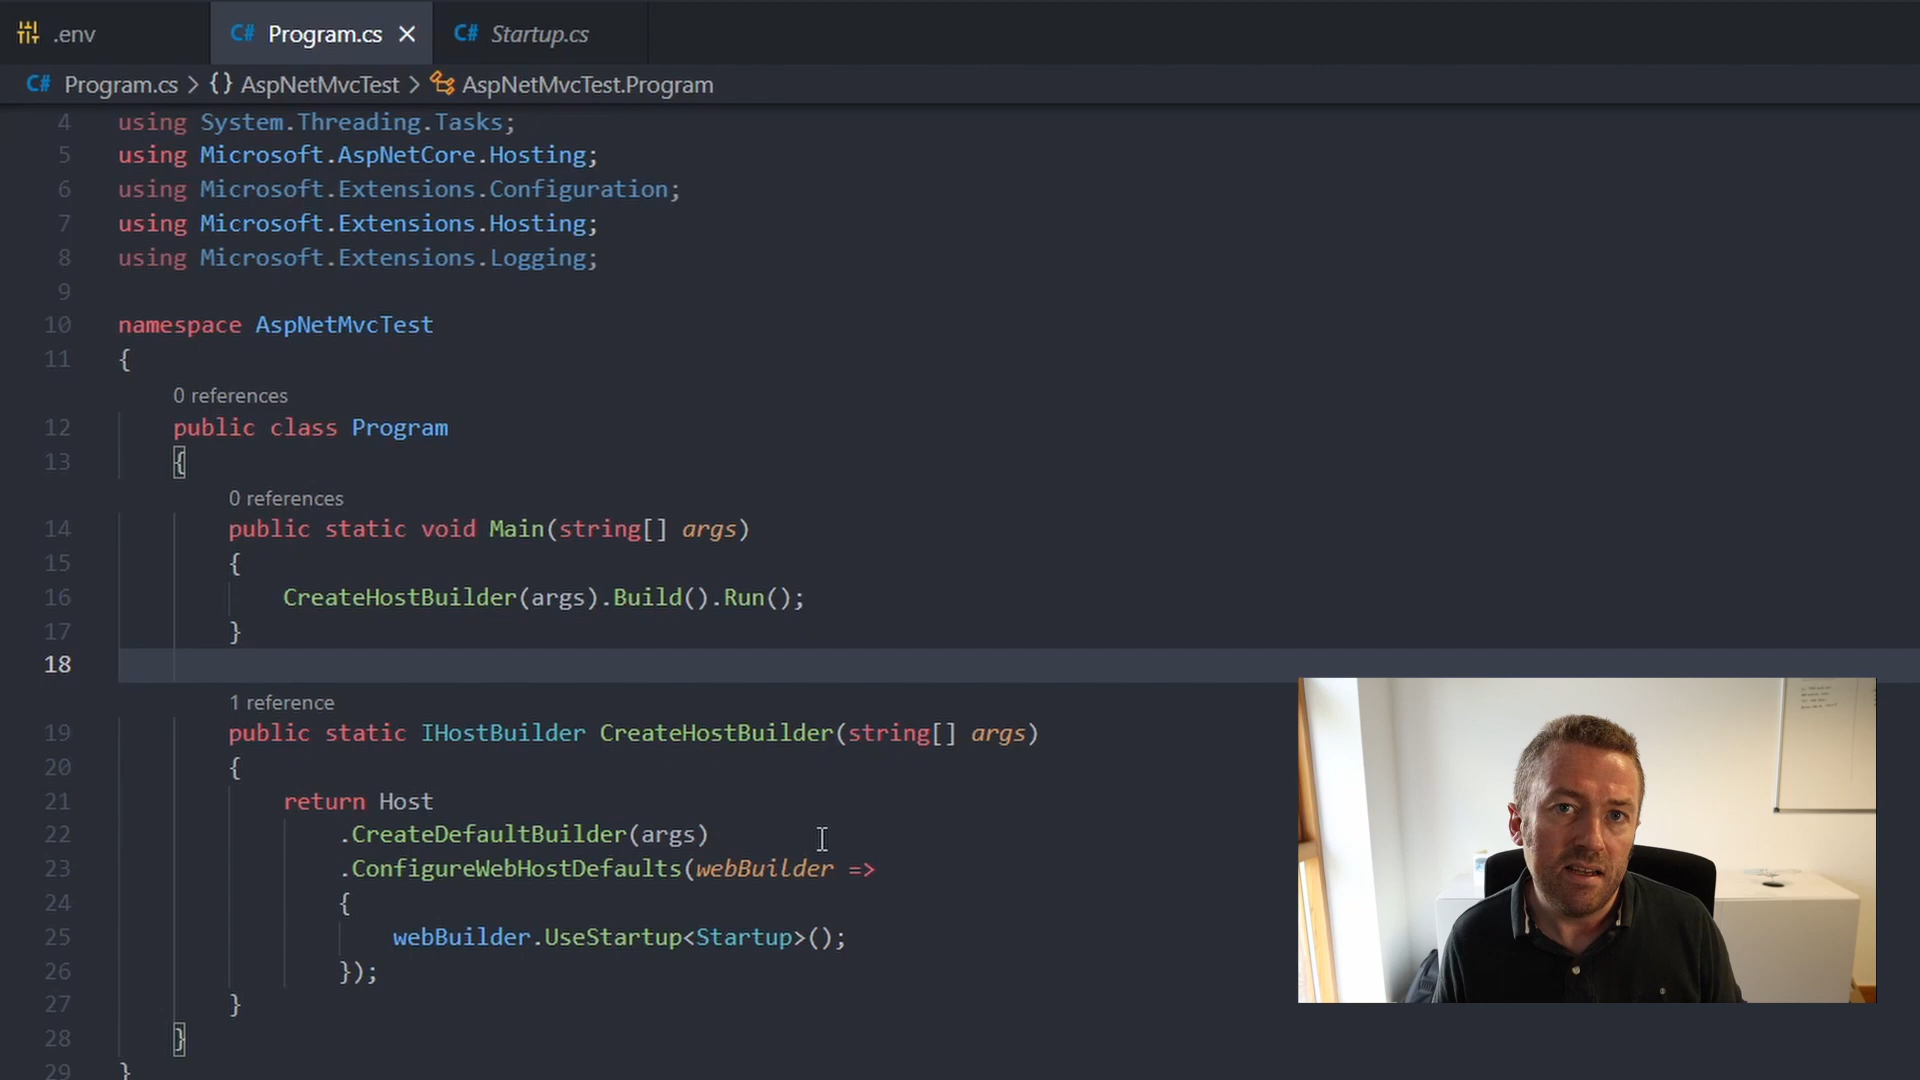 .env
C# Program.cs ×
C# Startup.cs
C# Program.cs > {} AspNetMvcTest > AspNetMvcTest.Program
4 using System.Threading.Tasks;
5 using Microsoft.AspNetCore.Hosting;
6 using Microsoft.Extensions.Configuration;
7 using Microsoft.Extensions.Hosting;
8 using Microsoft.Extensions.Logging;
9
10 namespace AspNetMvcTest
11 {
0 references
12 public class Program
13 {
0 references
14 public static void Main(string[] args)
15 {
16 CreateHostBuilder(args).Build().Run();
17 }
18
1 reference
19 public static IHostBuilder CreateHostBuilder(string[] args)
20 {
21 return Host
22 .CreateDefaultBuilder(args)
23 .ConfigureWebHostDefaults(webBuilder =>
24 {
25 webBuilder.UseStartup<Startup>();
26 });
27 }
28 }
29 }